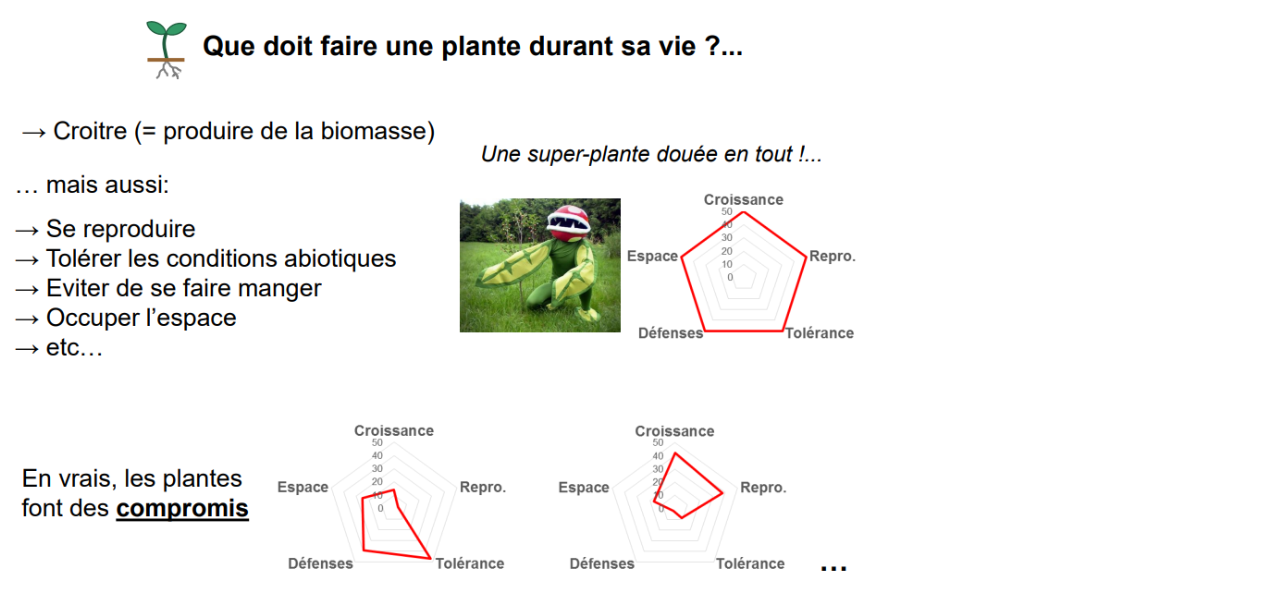 Que doit faire une plante durant sa vie ?...
→ Croitre (= produire de la biomasse)
… mais aussi:
→ Se reproduire
→ Tolérer les conditions abiotiques
→ Eviter de se faire manger
→ Occuper l’espace
→ etc…
Une super-plante douée en tout !...
Croissance
50
40
30
20
10
0
Espace
Repro.
Défenses
Tolérance
En vrais, les plantes
font des compromis
Croissance
50
40
30
20
10
0
Espace
Repro.
Défenses
Tolérance
Croissance
50
40
30
20
10
0
Espace
Repro.
Défenses
Tolérance
...